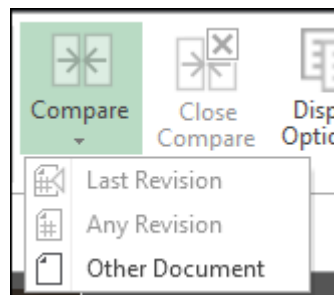 Compare
Close
Compare
Last Revision
Any Revision
Other Document